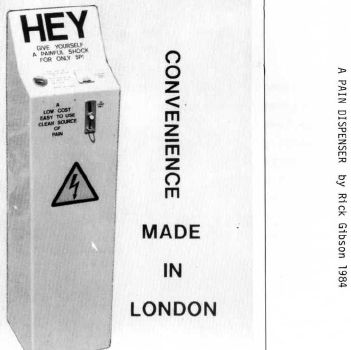 HEY
GIVE YOURSELF
A PAINFUL SHOCK
FOR ONLY 5P!
A
LOW COST
EASY TO USE
CLEAN SOURCE
OF
PAIN
CONVENIENCE
MADE
IN
LONDON
A PAIN DISPENSER by Rick Gibson 1984